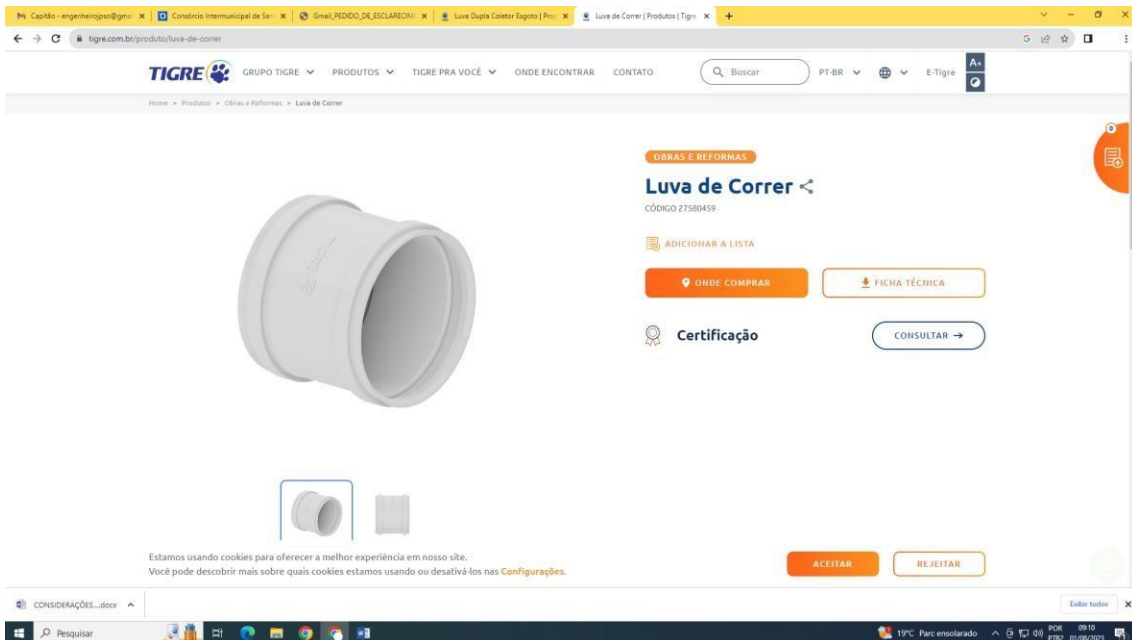 Capitão - engenheirojpso@gma
Consórcio Intermunicipal de San
Gmail_PEDIDO_DE_ESCLARECIMI
Luva Dupla Coletor Esgoto | Pro
Luva de Correr | Produtos | Tigre
tigre.com.br/produto/luva-de-correr
TIGRE GRUPO TIGRE PRODUTOS TIGRE PRA VOCÊ ONDE ENCONTRAR CONTATO Buscar PT-BR E-Tigre A+
Home > Produtos > Obras e Reformas > Luva de Correr
0
OBRAS E REFORMAS
Luva de Correr
CÓDIGO 27580459
ADICIONAR A LISTA
ONDE COMPRAR FICHA TÉCNICA
Certificação CONSULTAR →
Estamos usando cookies para oferecer a melhor experiência em nosso site.
Você pode descobrir mais sobre quais cookies estamos usando ou desativá-los nas Configurações.
ACEITAR REJEITAR
CONSIDERAÇÕES....docx Exibir todos
Pesquisar 19°C Parc ensolarado POR 09:10
PTB2 01/08/2023